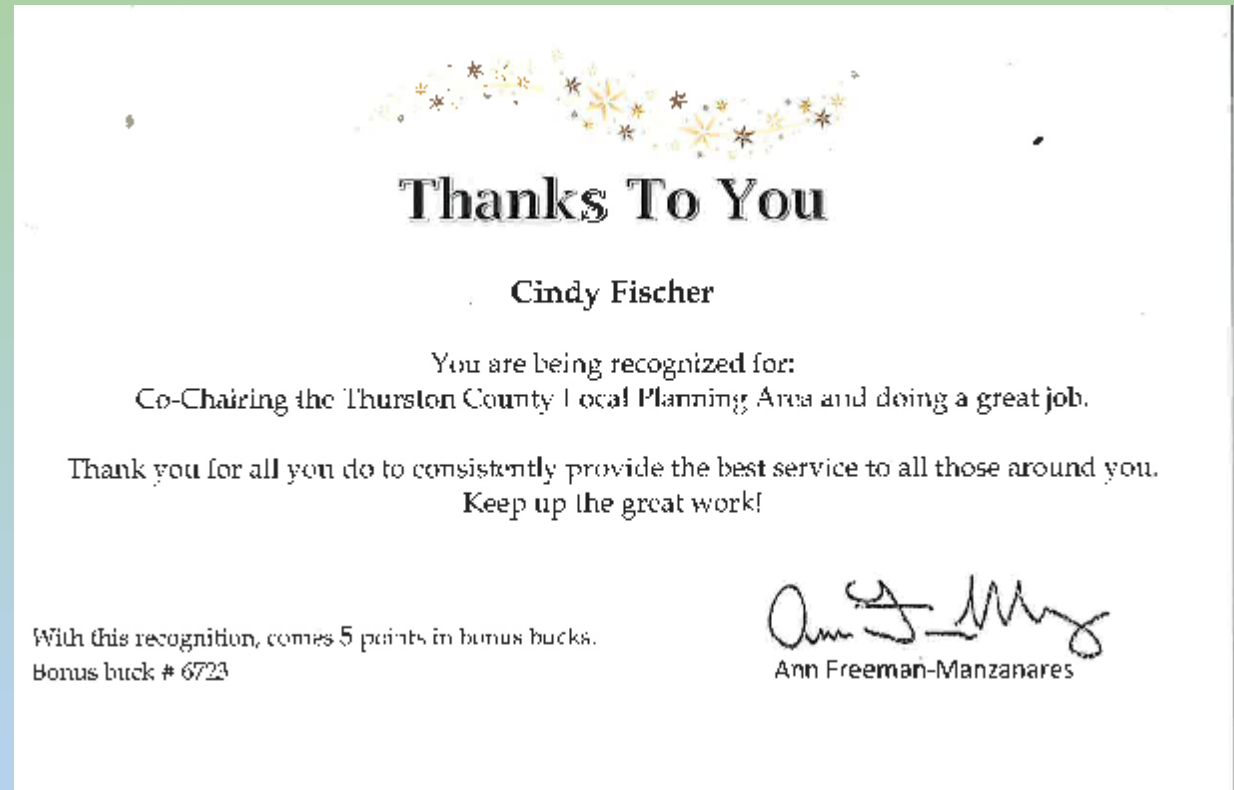 Thanks To You
Cindy Fischer
You are being recognized for:
Co-Chairing the Thurston County Local Planning Area and doing a great job.
Thank you for all you do to consistently provide the best service to all those around you.
Keep up the great work!
With this recognition, comes 5 points in bonus bucks.
Bonus buck # 6723
Ann Freeman-Manzanares